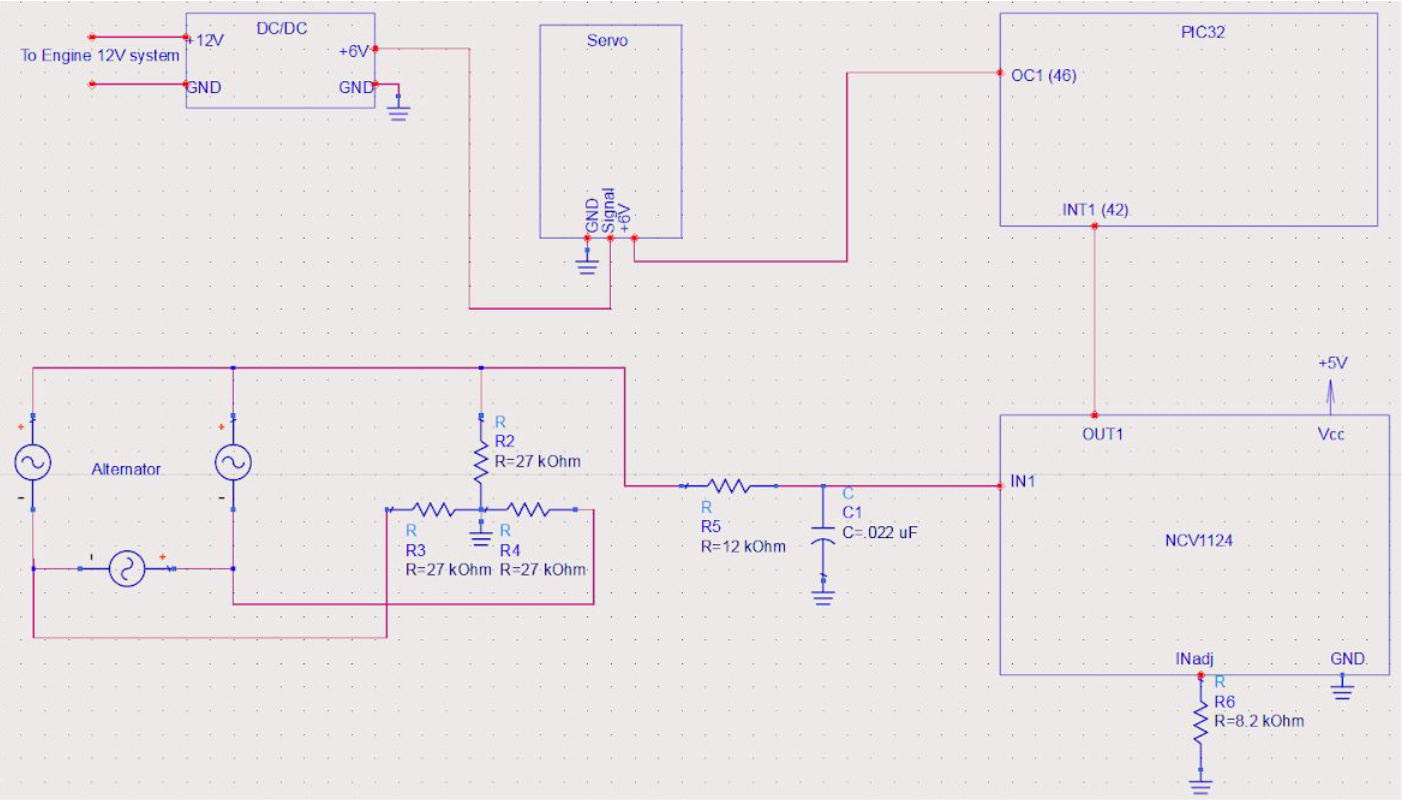 DC/DC
+12V
To Engine 12V system
+6V
GND
GND
Servo
GND
Signal
+6V
PIC32
OC1 (46)
INT1 (42)
+5V
OUT1
Vcc
IN1
NCV1124
INadj
GND
R
R6
R=8.2 kOhm
+
+
Alternator
-
-
-
+
R
R2
R=27 kOhm
R
R3
R=27 kOhm
R
R4
R=27 kOhm
R
R5
R=12 kOhm
C
C1
C=.022 uF